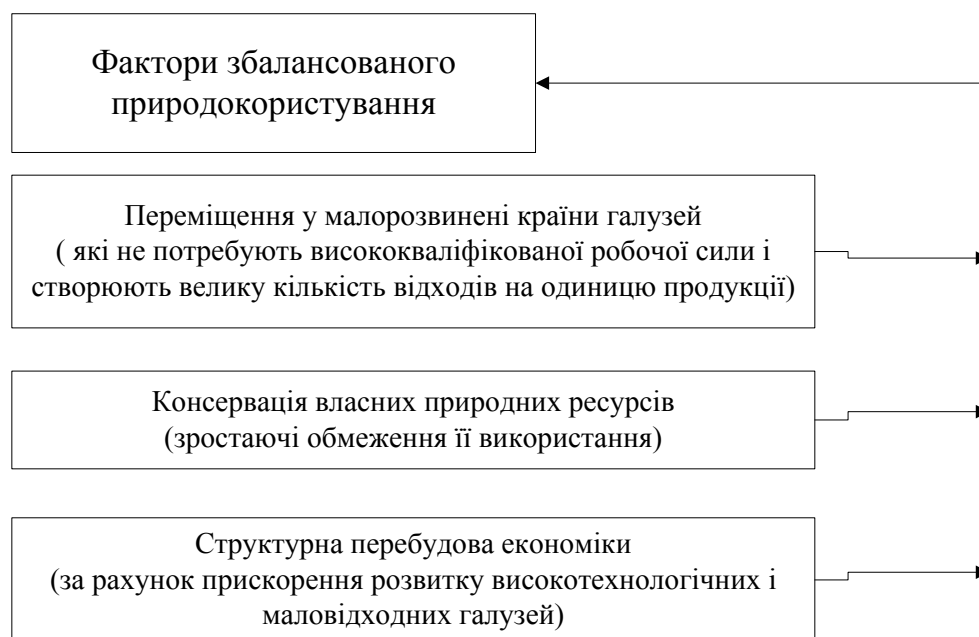 Фактори збалансованого
природокористування
Переміщення у малорозвинені країни галузей
( які не потребують висококваліфікованої робочої сили і
створюють велику кількість відходів на одиницю продукції)
Консервація власних природних ресурсів
(зростаючі обмеження її використання)
Структурна перебудова економіки
(за рахунок прискорення розвитку високотехнологічних і
маловідходних галузей)